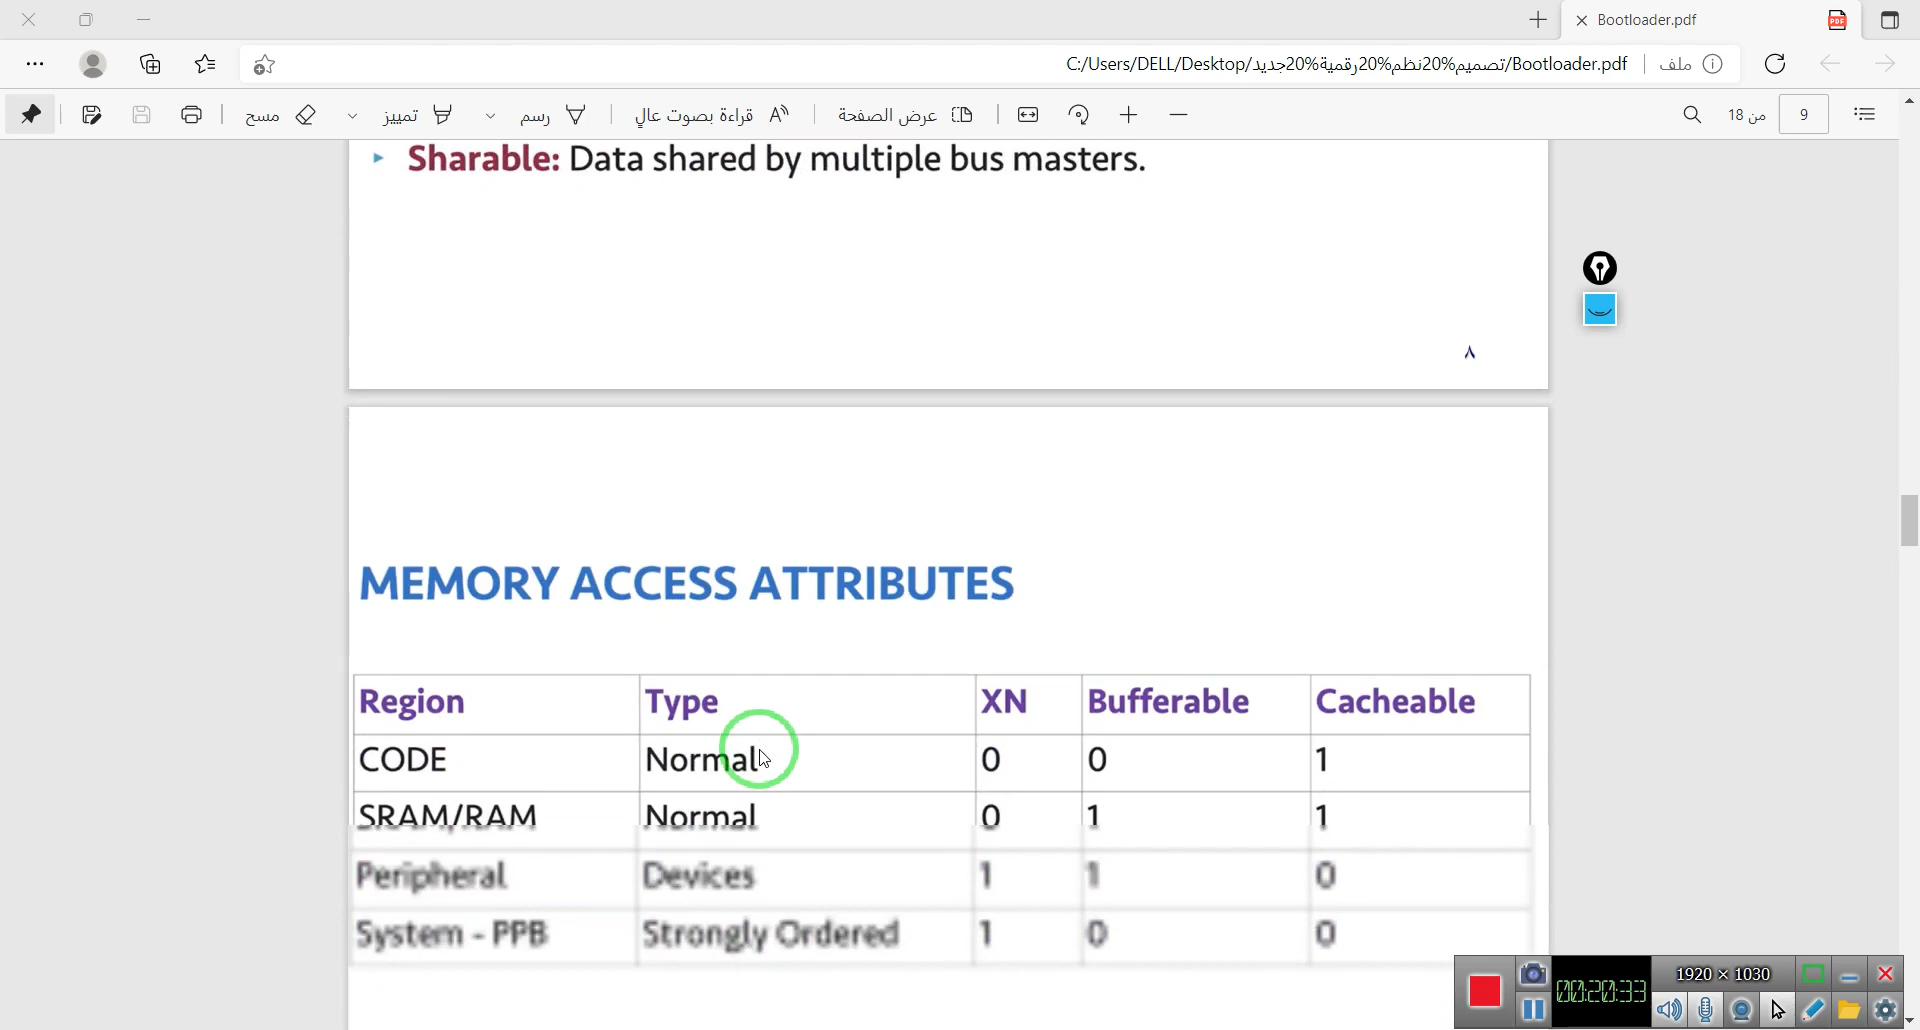 Bootloader.pdf
ملف
C:/Users/DELL/Desktop/تصميم%20نظم%20رقمية%20جديد/Bootloader.pdf
9
من 18
عرض الصفحة
قراءة بصوت عالٍ
رسم
تمييز
مسح
Sharable: Data shared by multiple bus masters.
٨
MEMORY ACCESS ATTRIBUTES
Region Type XN Bufferable Cacheable
CODE Normal 0 0 1
SRAM/RAM Normal 0 1 1
Peripheral Devices 1 1 0
System - PPB Strongly Ordered 1 0 0
1920 × 1030
00:20:33